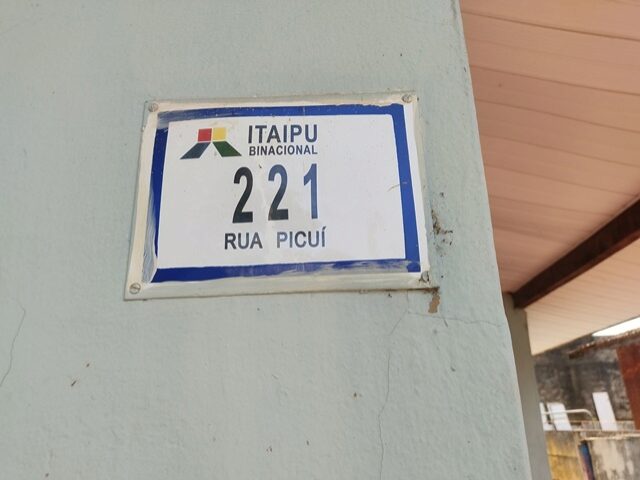 ITAIPU
BINACIONAL
221
RUA PICUÍ